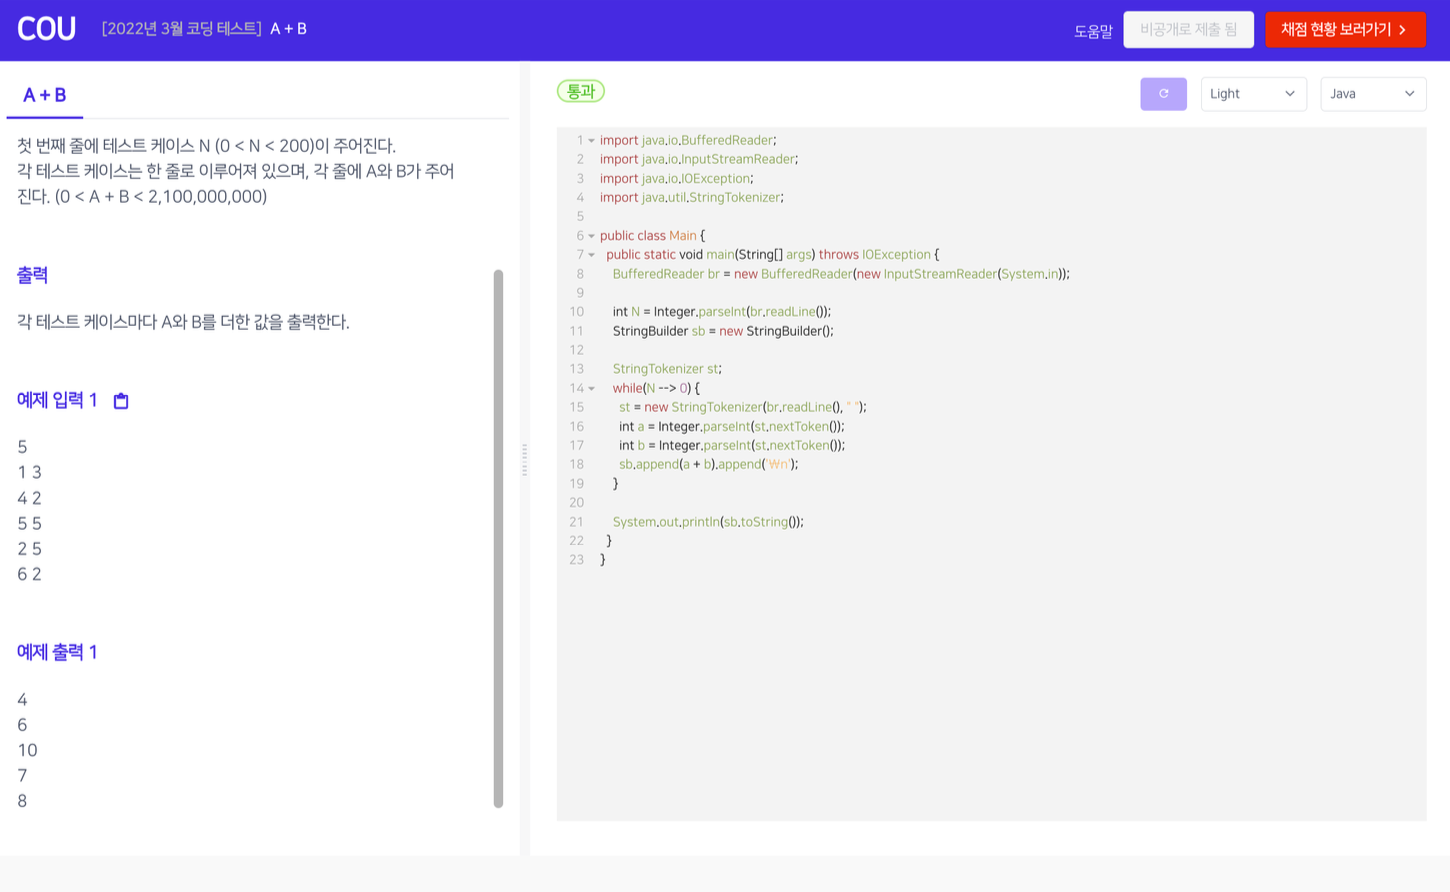 COU
[2022년 3월 코딩 테스트] A + B
도움말
비공개로 제출 됨
채점 현황 보러가기
A + B
첫 번째 줄에 테스트 케이스 N (0 < N < 200)이 주어진다.
각 테스트 케이스는 한 줄로 이루어져 있으며, 각 줄에 A와 B가 주어
진다. (0 < A + B < 2,100,000,000)
출력
각 테스트 케이스마다 A와 B를 더한 값을 출력한다.
예제 입력 1
5
1 3
4 2
5 5
2 5
6 2
예제 출력 1
4
6
10
7
8
통과
Light
Java
1 import java.io.BufferedReader;
2 import java.io.InputStreamReader;
3 import java.io.IOException;
4 import java.util.StringTokenizer;
5
6 public class Main {
7 public static void main(String[] args) throws IOException {
8 BufferedReader br = new BufferedReader(new InputStreamReader(System.in));
9
10 int N = Integer.parseInt(br.readLine());
11 StringBuilder sb = new StringBuilder();
12
13 StringTokenizer st;
14 while(N --> 0) {
15 st = new StringTokenizer(br.readLine(), " ");
16 int a = Integer.parseInt(st.nextToken());
17 int b = Integer.parseInt(st.nextToken());
18 sb.append(a + b).append('₩n');
19 }
20
21 System.out.println(sb.toString());
22 }
23 }